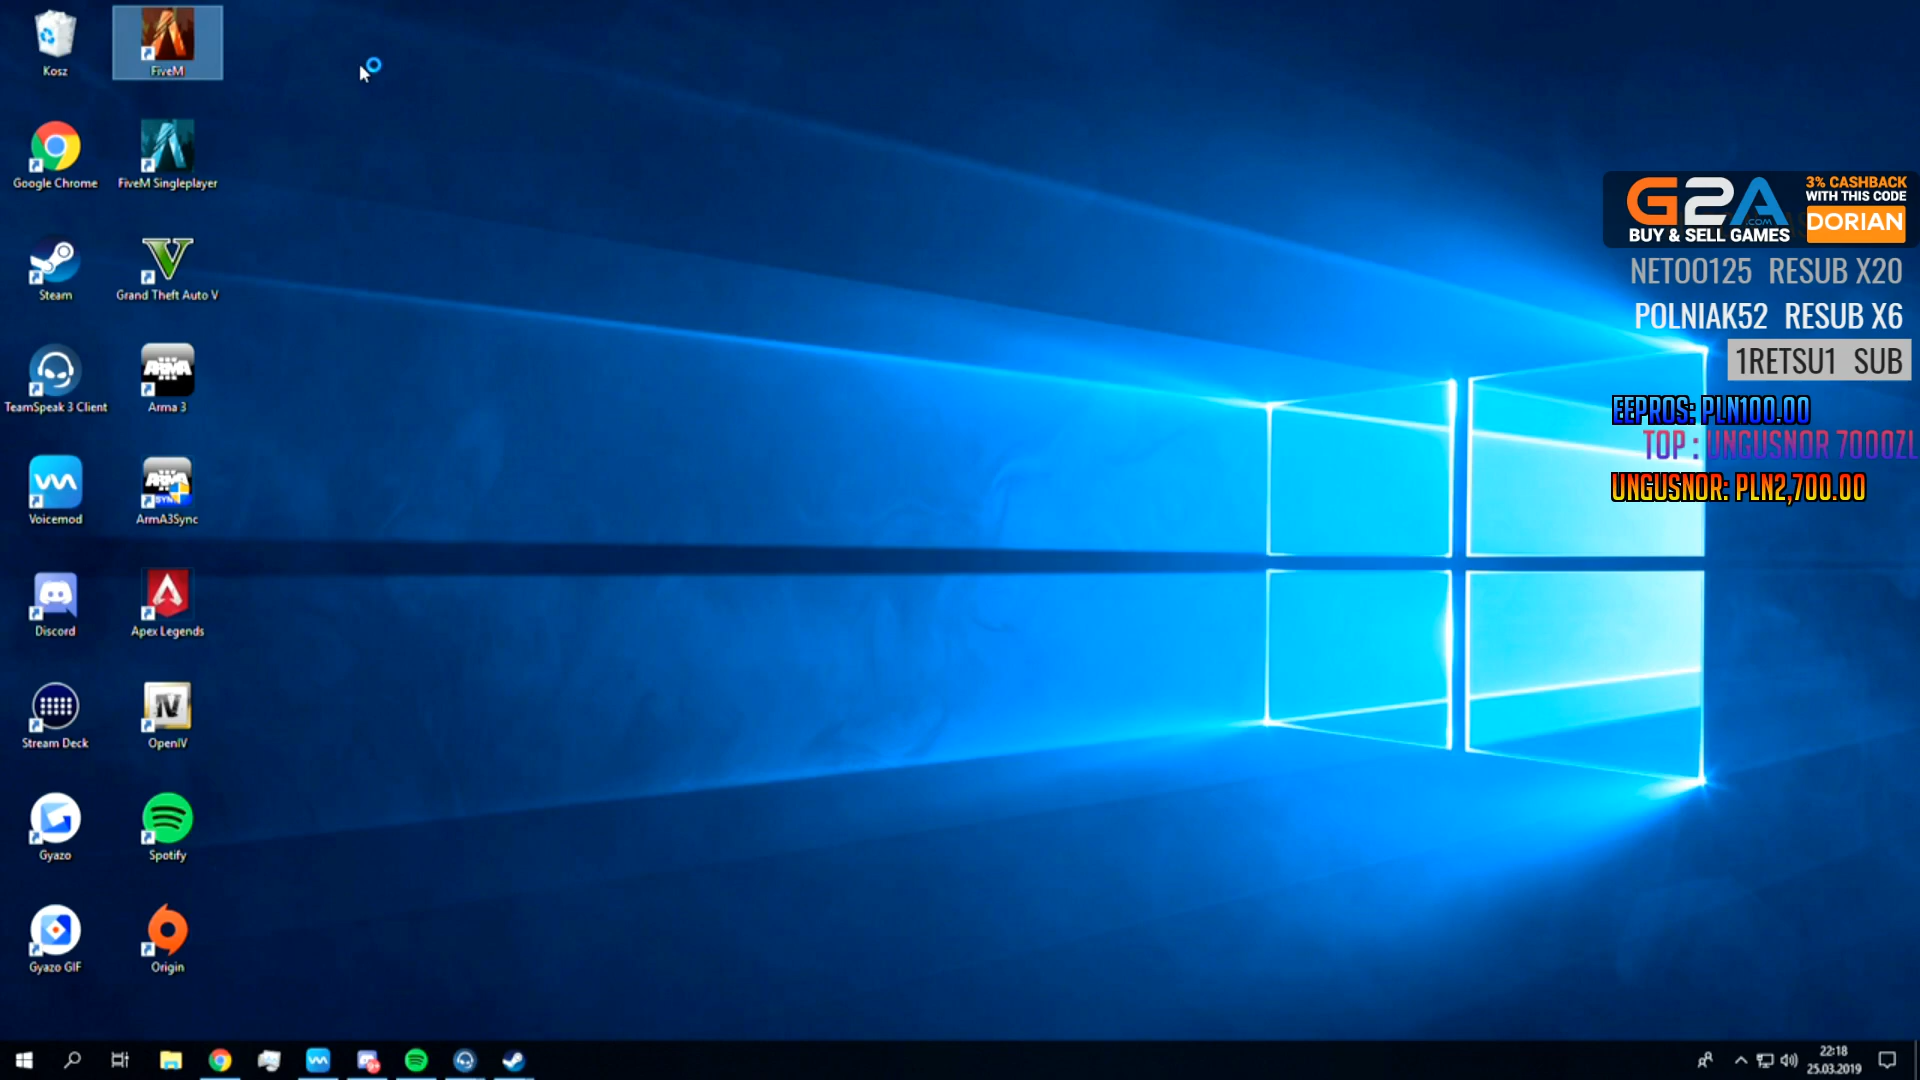 Kosz
FiveM
Google Chrome
FiveM Singleplayer
Steam
Grand Theft Auto V
TeamSpeak 3 Client
Arma 3
Voicemod
ArmA3Sync
Discord
Apex Legends
Stream Deck
OpenIV
Gyazo
Spotify
Gyazo GIF
Origin
G2A.COM
BUY & SELL GAMES
3% CASHBACK
WITH THIS CODE
DORIAN
NETOO125 RESUB X20
POLNIAK52 RESUB X6
1RETSU1 SUB
EEPROS: PLN100.00
TOP : UNGUSNOR 7000ZL
UNGUSNOR: PLN2,700.00
22:18
25.03.2019